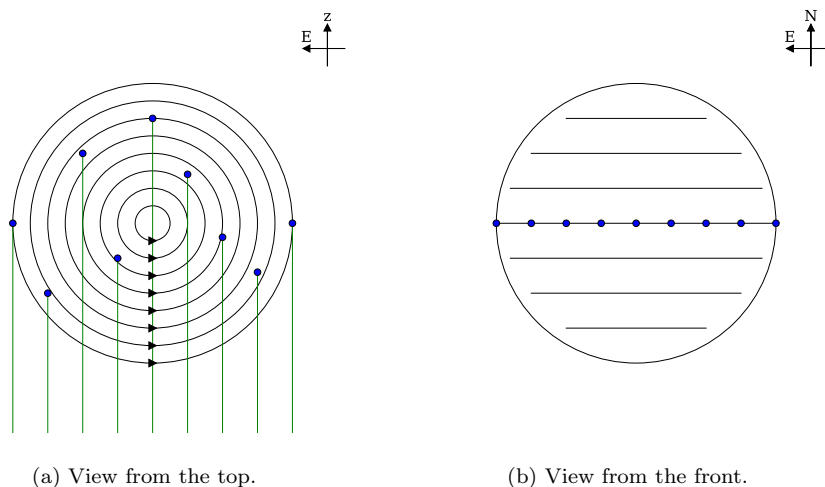 z
E
N
E
(a) View from the top.
(b) View from the front.